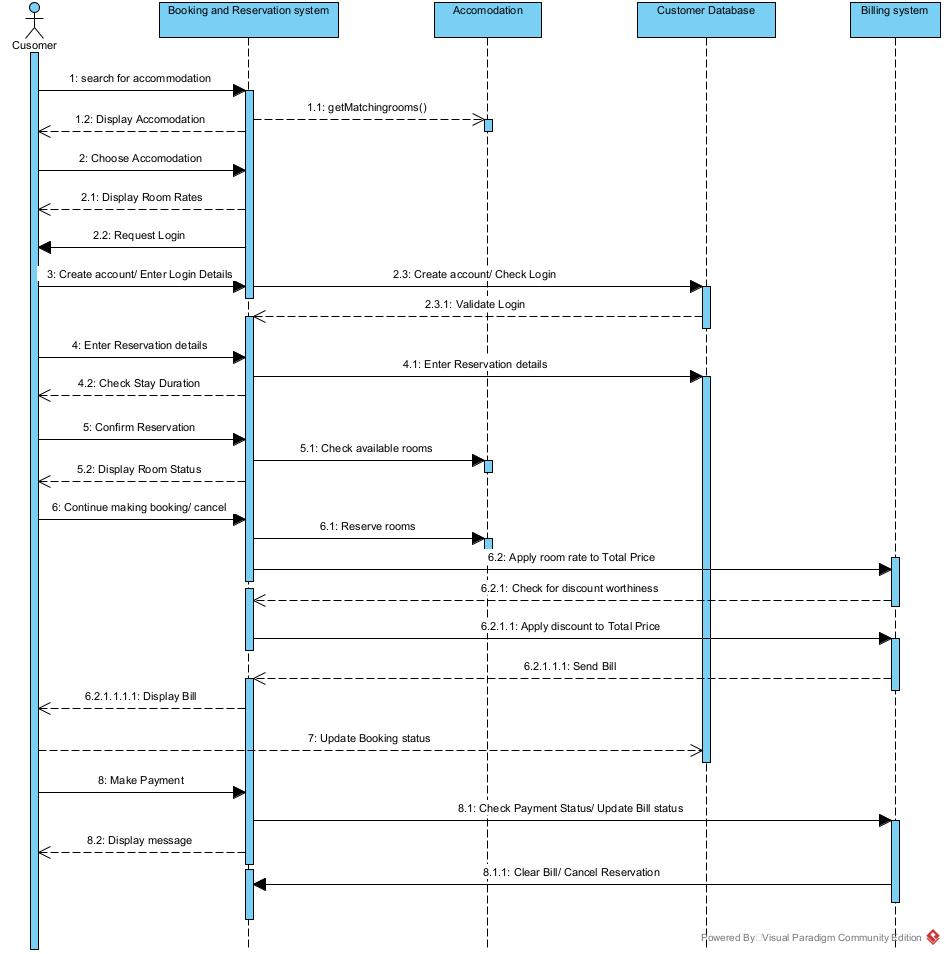 Booking and Reservation system
Accomodation
Customer Database
Billing system
Cusomer
1: search for accommodation
1.1: getMatchingrooms()
1.2: Display Accomodation
2: Choose Accomodation
2.1: Display Room Rates
2.2: Request Login
3: Create account/ Enter Login Details
2.3: Create account/ Check Login
2.3.1: Validate Login
4: Enter Reservation details
4.1: Enter Reservation details
4.2: Check Stay Duration
5: Confirm Reservation
5.1: Check available rooms
5.2: Display Room Status
6: Continue making booking/ cancel
6.1: Reserve rooms
6.2: Apply room rate to Total Price
6.2.1: Check for discount worthiness
6.2.1.1: Apply discount to Total Price
6.2.1.1.1: Send Bill
6.2.1.1.1.1: Display Bill
7: Update Booking status
8: Make Payment
8.1: Check Payment Status/ Update Bill status
8.2: Display message
8.1.1: Clear Bill/ Cancel Reservation
Powered By Visual Paradigm Community Edition